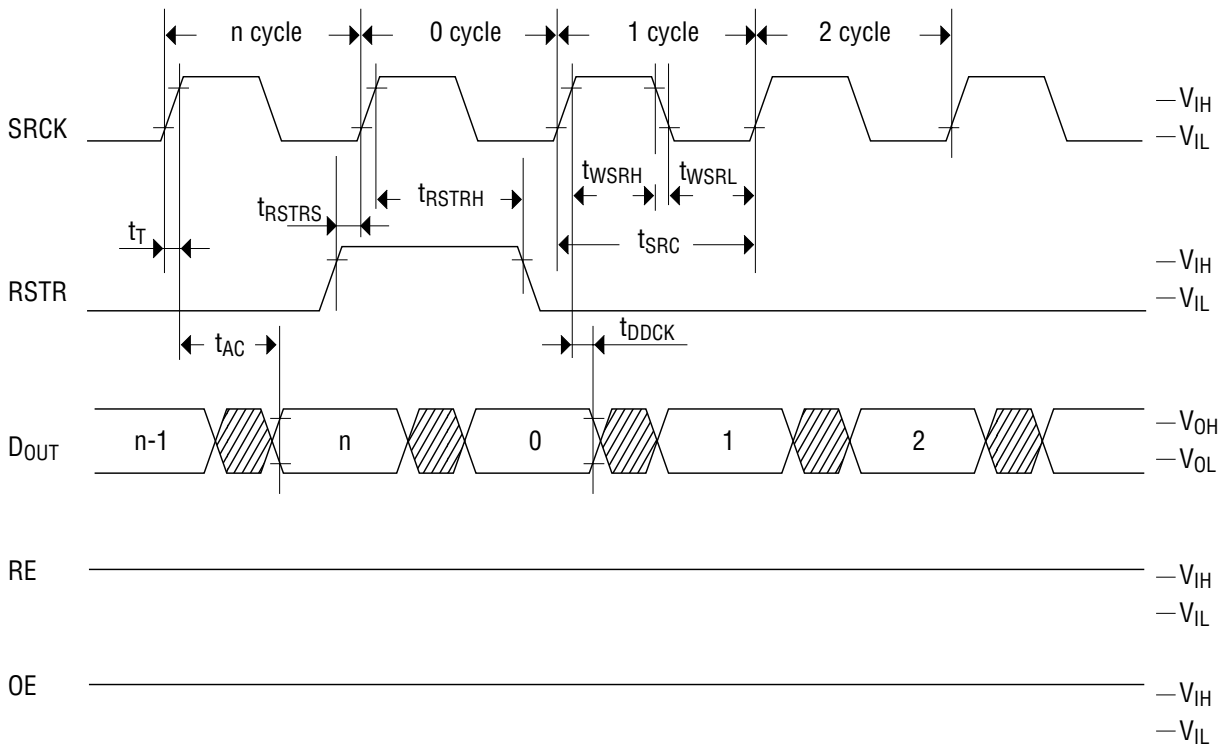 n cycle 0 cycle 1 cycle 2 cycle
VIH
SRCK
VIL
tWSRH tWSRL
tRSTRH
tRSTRS
tT
tSRC
VIH
RSTR
VIL
tDDCK
tAC
VOH
DOUT n-1 n 0 1 2
VOL
RE
VIH
VIL
OE
VIH
VIL